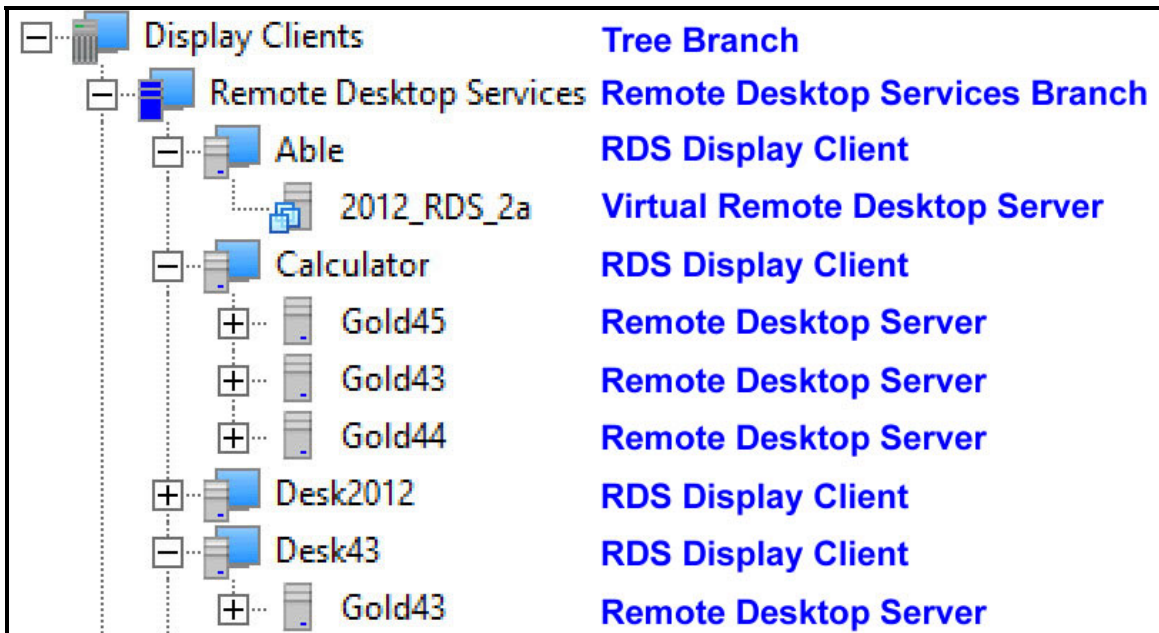 Display Clients Tree Branch
Remote Desktop Services Remote Desktop Services Branch
Able RDS Display Client
2012_RDS_2a Virtual Remote Desktop Server
Calculator RDS Display Client
Gold45 Remote Desktop Server
Gold43 Remote Desktop Server
Gold44 Remote Desktop Server
Desk2012 RDS Display Client
Desk43 RDS Display Client
Gold43 Remote Desktop Server